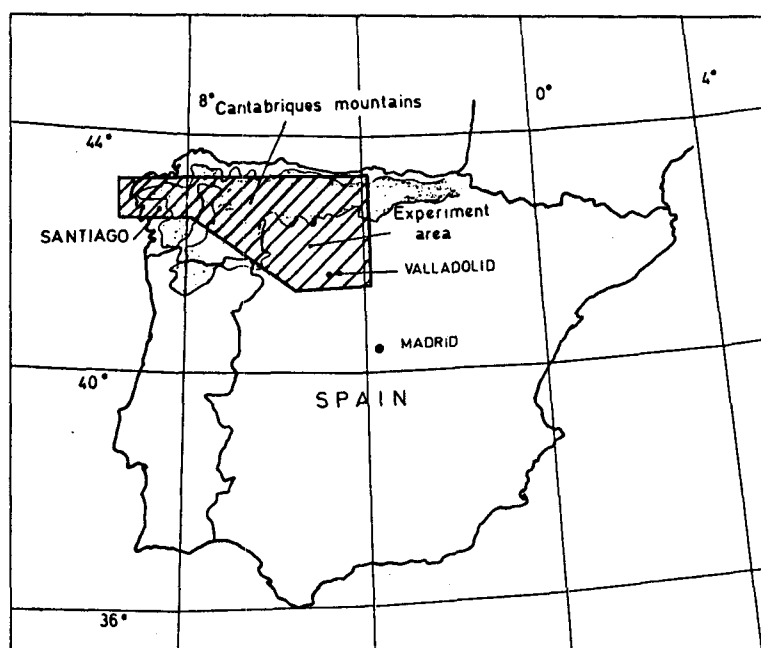 8° Cantabriques mountains
0°
4°
44°
SANTIAGO
Experiment
area
VALLADOLID
MADRID
40°
SPAIN
36°